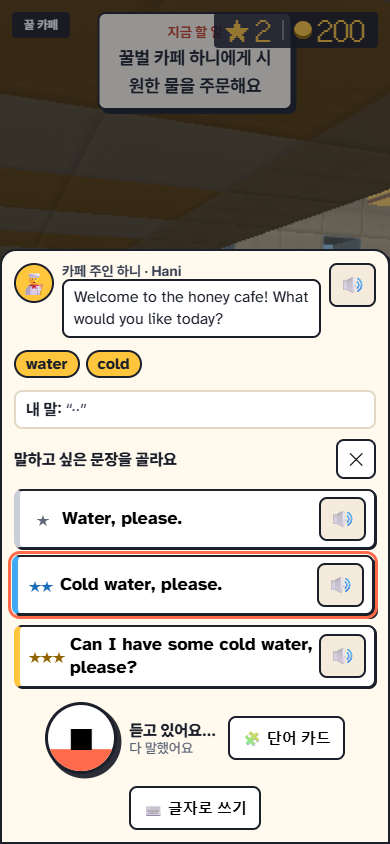 꿀 카페
지금 할 일
★ 2 | 200
꿀벌 카페 하니에게 시
원한 물을 주문해요
카페 주인 하니 · Hani
Welcome to the honey cafe! What
would you like today?
water cold
내 말: “··”
말하고 싶은 문장을 골라요
★ Water, please.
★★ Cold water, please.
★★★ Can I have some cold water,
please?
듣고 있어요…
다 말했어요
단어 카드
글자로 쓰기